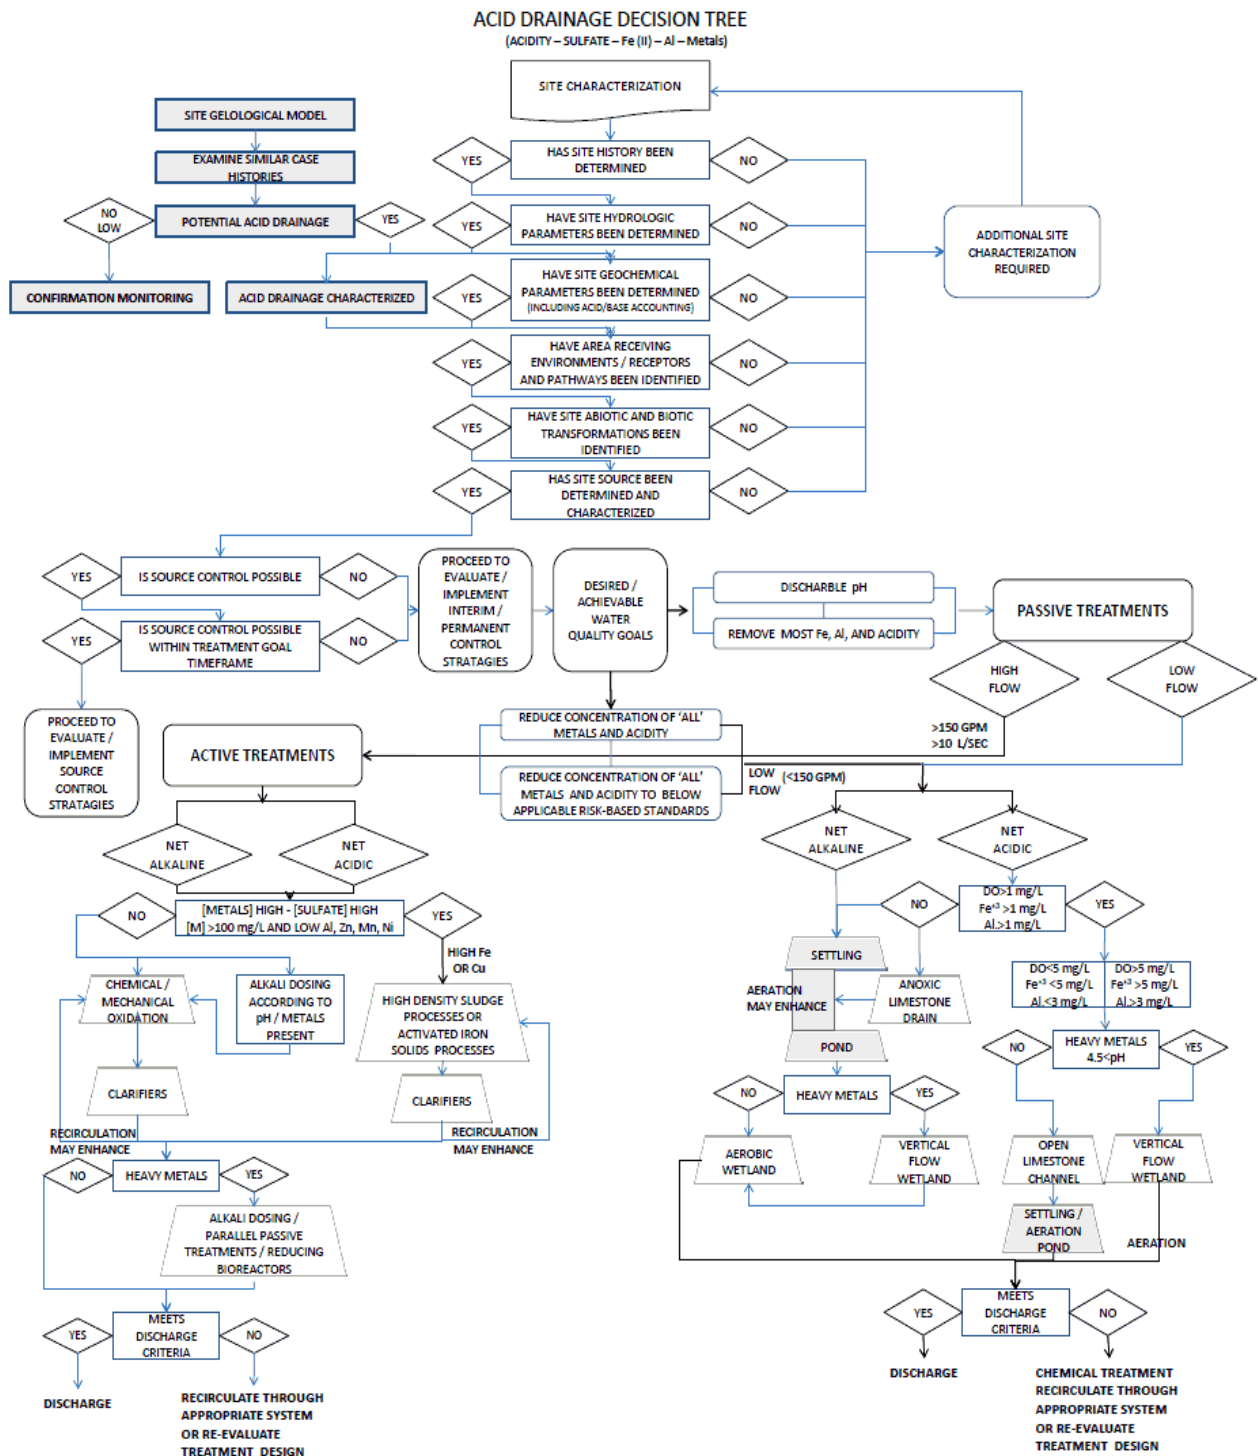 ACID DRAINAGE DECISION TREE
(ACIDITY – SULFATE – Fe (II) – Al – Metals)
SITE CHARACTERIZATION
SITE GELOLOGICAL MODEL
EXAMINE SIMILAR CASE
HISTORIES
NO
LOW
POTENTIAL ACID DRAINAGE
YES
CONFIRMATION MONITORING
ACID DRAINAGE CHARACTERIZED
YES
HAS SITE HISTORY BEEN
DETERMINED
NO
YES
HAVE SITE HYDROLOGIC
PARAMETERS BEEN DETERMINED
NO
YES
HAVE SITE GEOCHEMICAL
PARAMETERS BEEN DETERMINED
(INCLUDING ACID/BASE ACCOUNTING)
NO
YES
HAVE AREA RECEIVING
ENVIRONMENTS / RECEPTORS
AND PATHWAYS BEEN IDENTIFIED
NO
YES
HAVE SITE ABIOTIC AND BIOTIC
TRANSFORMATIONS BEEN
IDENTIFIED
NO
YES
HAS SITE SOURCE BEEN
DETERMINED AND
CHARACTERIZED
NO
ADDITIONAL SITE
CHARACTERIZATION
REQUIRED
YES
IS SOURCE CONTROL POSSIBLE
NO
YES
IS SOURCE CONTROL POSSIBLE
WITHIN TREATMENT GOAL
TIMEFRAME
NO
PROCEED TO
EVALUATE /
IMPLEMENT
SOURCE
CONTROL
STRATAGIES
PROCEED TO
EVALUATE /
IMPLEMENT
INTERIM /
PERMANENT
CONTROL
STRATAGIES
DESIRED /
ACHIEVABLE
WATER
QUALITY GOALS
DISCHARBLE pH
REMOVE MOST Fe, Al, AND ACIDITY
PASSIVE TREATMENTS
HIGH
FLOW
LOW
FLOW
>150 GPM
>10 L/SEC
REDUCE CONCENTRATION OF ‘ALL’
METALS AND ACIDITY
REDUCE CONCENTRATION OF ‘ALL’
METALS AND ACIDITY TO BELOW
APPLICABLE RISK-BASED STANDARDS
LOW
FLOW
(<150 GPM)
ACTIVE TREATMENTS
NET
ALKALINE
NET
ACIDIC
NO
[METALS] HIGH - [SULFATE] HIGH
[M] >100 mg/L AND LOW Al, Zn, Mn, Ni
YES
HIGH Fe
OR Cu
CHEMICAL /
MECHANICAL
OXIDATION
ALKALI DOSING
ACCORDING TO
pH / METALS
PRESENT
HIGH DENSITY SLUDGE
PROCESSES OR
ACTIVATED IRON
SOLIDS PROCESSES
CLARIFIERS
CLARIFIERS
RECIRCULATION
MAY ENHANCE
RECIRCULATION
MAY ENHANCE
NO
HEAVY METALS
YES
ALKALI DOSING /
PARALLEL PASSIVE
TREATMENTS / REDUCING
BIOREACTORS
YES
MEETS
DISCHARGE
CRITERIA
NO
DISCHARGE
RECIRCULATE THROUGH
APPROPRIATE SYSTEM
OR RE-EVALUATE
TREATMENT DESIGN
NET
ALKALINE
NET
ACIDIC
NO
DO>1 mg/L
Fe+3 >1 mg/L
Al.>1 mg/L
YES
SETTLING
AERATION
MAY ENHANCE
POND
ANOXIC
LIMESTONE
DRAIN
DO<5 mg/L
Fe+3 <5 mg/L
Al.<3 mg/L
DO>5 mg/L
Fe+3 >5 mg/L
Al.>3 mg/L
NO
HEAVY METALS
4.5<pH
YES
NO
HEAVY METALS
YES
AEROBIC
WETLAND
VERTICAL
FLOW
WETLAND
OPEN
LIMESTONE
CHANNEL
VERTICAL
FLOW
WETLAND
SETTLING /
AERATION
POND
AERATION
YES
MEETS
DISCHARGE
CRITERIA
NO
DISCHARGE
CHEMICAL TREATMENT
RECIRCULATE THROUGH
APPROPRIATE SYSTEM
OR RE-EVALUATE
TREATMENT DESIGN